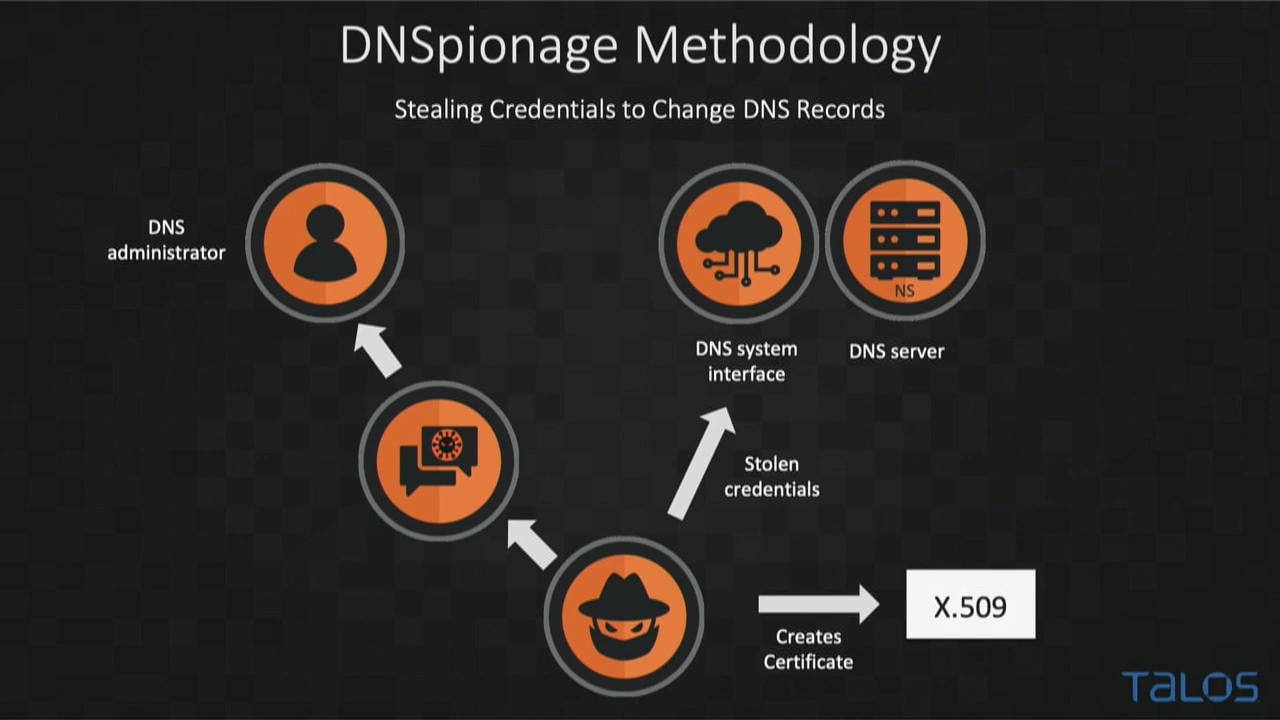 DNSpionage Methodology
Stealing Credentials to Change DNS Records
DNS
administrator
NS
DNS system
interface
DNS server
Stolen
credentials
Creates
Certificate
X.509
TALOS